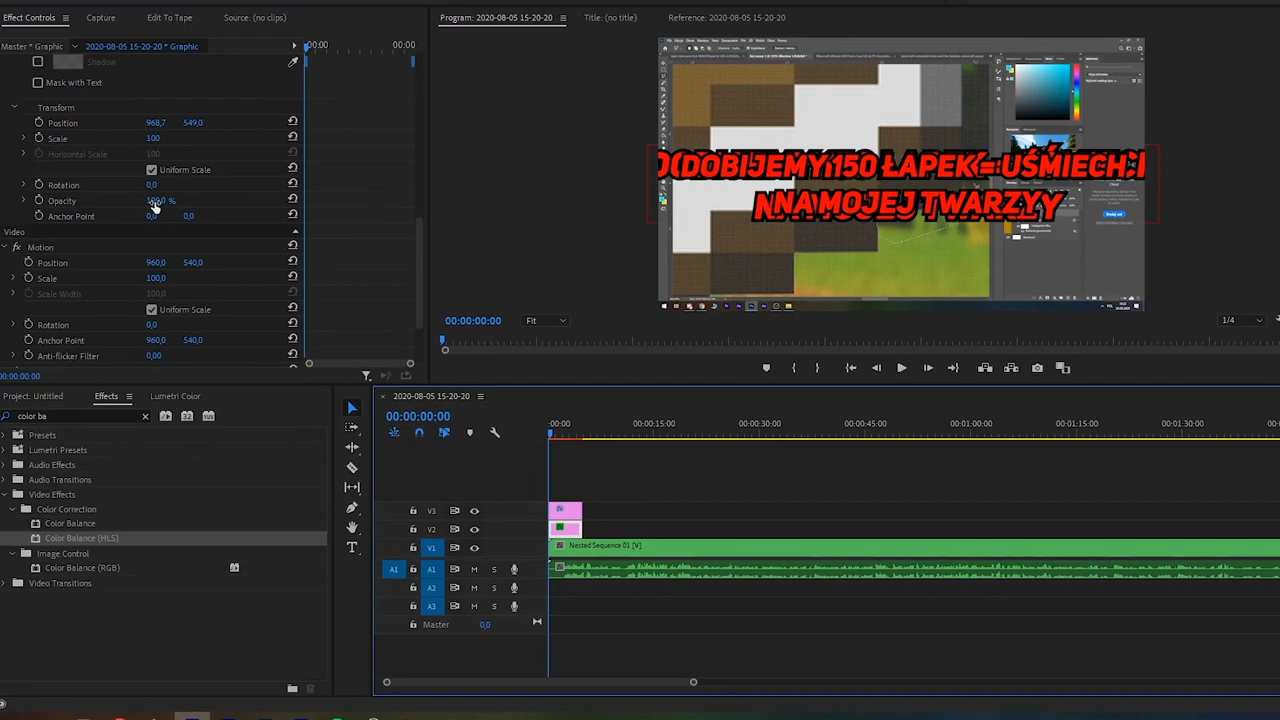 Effect Controls
Capture
Edit To Tape
Source: (no clips)
Master * Graphic
2020-08-05 15-20-20 * Graphic
:00:00
00:00
Shadow
Mask with Text
Transform
Position 968,7 549,0
Scale 100
Horizontal Scale 100
Uniform Scale
Rotation 0,0
Opacity %
Anchor Point 0,0 0,0
Video
Motion
Position 960,0 540,0
Scale 100,0
Scale Width 100,0
Uniform Scale
Rotation 0,0
Anchor Point 960,0 540,0
Anti-flicker Filter 0,00
00:00:00:00
Program: 2020-08-05 15-20-20
Title: (no title)
Reference: 2020-08-05 15-20-20
DOBIJEMY 150 ŁAPEK = UŚMIECH
NA MOJEJ TWARZY
00:00:00:00
Fit
1/4
Project: Untitled
Effects
Lumetri Color
color ba
Presets
Lumetri Presets
Audio Effects
Audio Transitions
Video Effects
Color Correction
Color Balance
Color Balance (HLS)
Image Control
Color Balance (RGB)
Video Transitions
2020-08-05 15-20-20
00:00:00:00
:00:00
00:00:15:00
00:00:30:00
00:00:45:00
00:01:00:00
00:01:15:00
00:01:30:00
V3
V2
V1
Nested Sequence 01 [V]
A1 A1 M S
A2 M S
A3 M S
Master 0,0